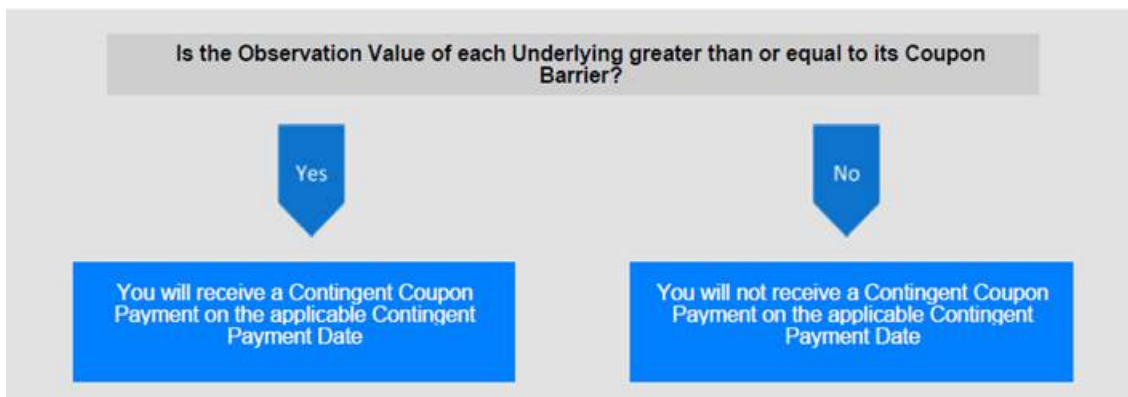 Is the Observation Value of each Underlying greater than or equal to its Coupon
Barrier?
Yes
No
You will receive a Contingent Coupon
Payment on the applicable Contingent
Payment Date
You will not receive a Contingent Coupon
Payment on the applicable Contingent
Payment Date